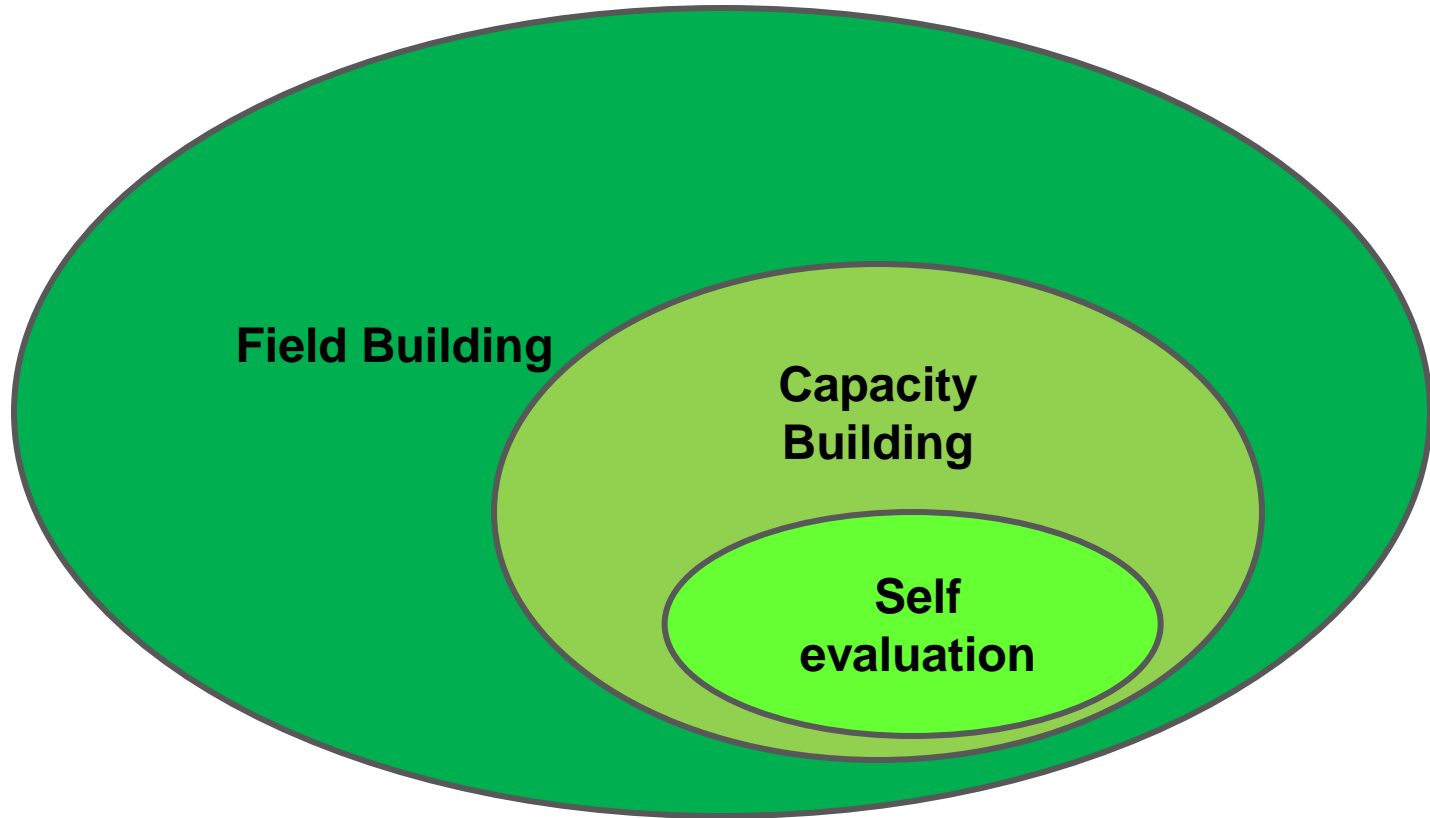 Field Building
Capacity
Building
Self
evaluation